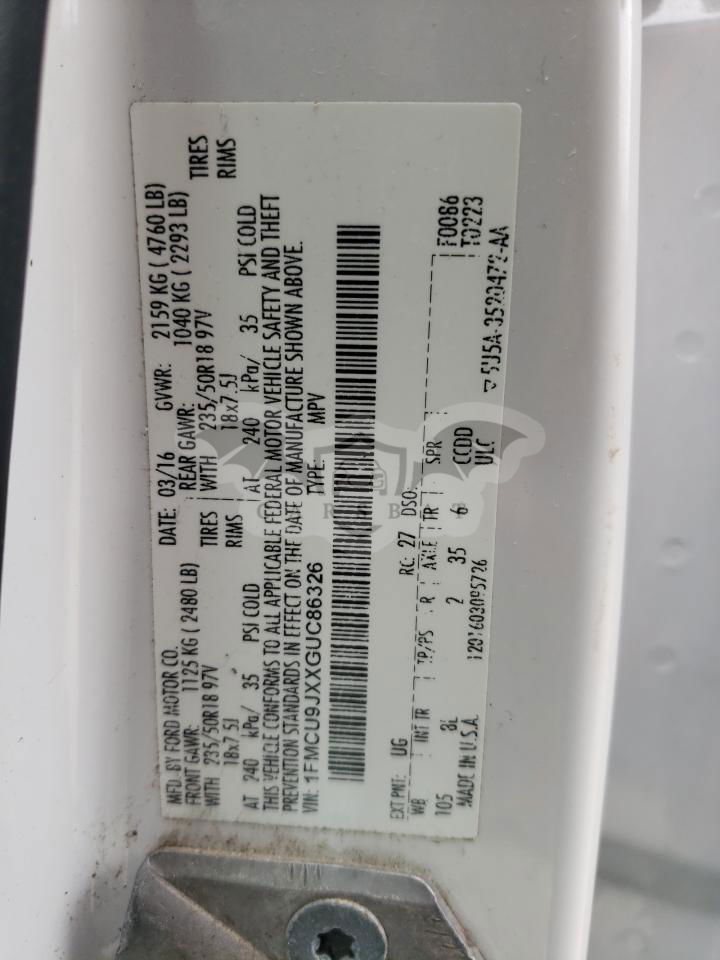 MFD. BY FORD MOTOR CO. DATE: 03/16 GVWR: 2159 KG ( 4760 LB)
FRONT GAWR: 1125 KG ( 2480 LB) REAR GAWR: 1040 KG ( 2293 LB)
WITH 235/50R18 97V TIRES WITH 235/50R18 97V TIRES
18x7.5J RIMS 18x7.5J RIMS
AT 240 kPa/ 35 PSI COLD AT 240 kPa/ 35 PSI COLD
THIS VEHICLE CONFORMS TO ALL APPLICABLE FEDERAL MOTOR VEHICLE SAFETY AND THEFT
PREVENTION STANDARDS IN EFFECT ON THE DATE OF MANUFACTURE SHOWN ABOVE.
VIN: 1FMCU9JXXGUC86326 TYPE: MPV
EXT PNT: UG RC: 27 DSO: F0086
WB INT TR TP/PS R AXLE TR SPR T0223
105 8L 2 35 6 CCDD
MADE IN U.S.A. ULC